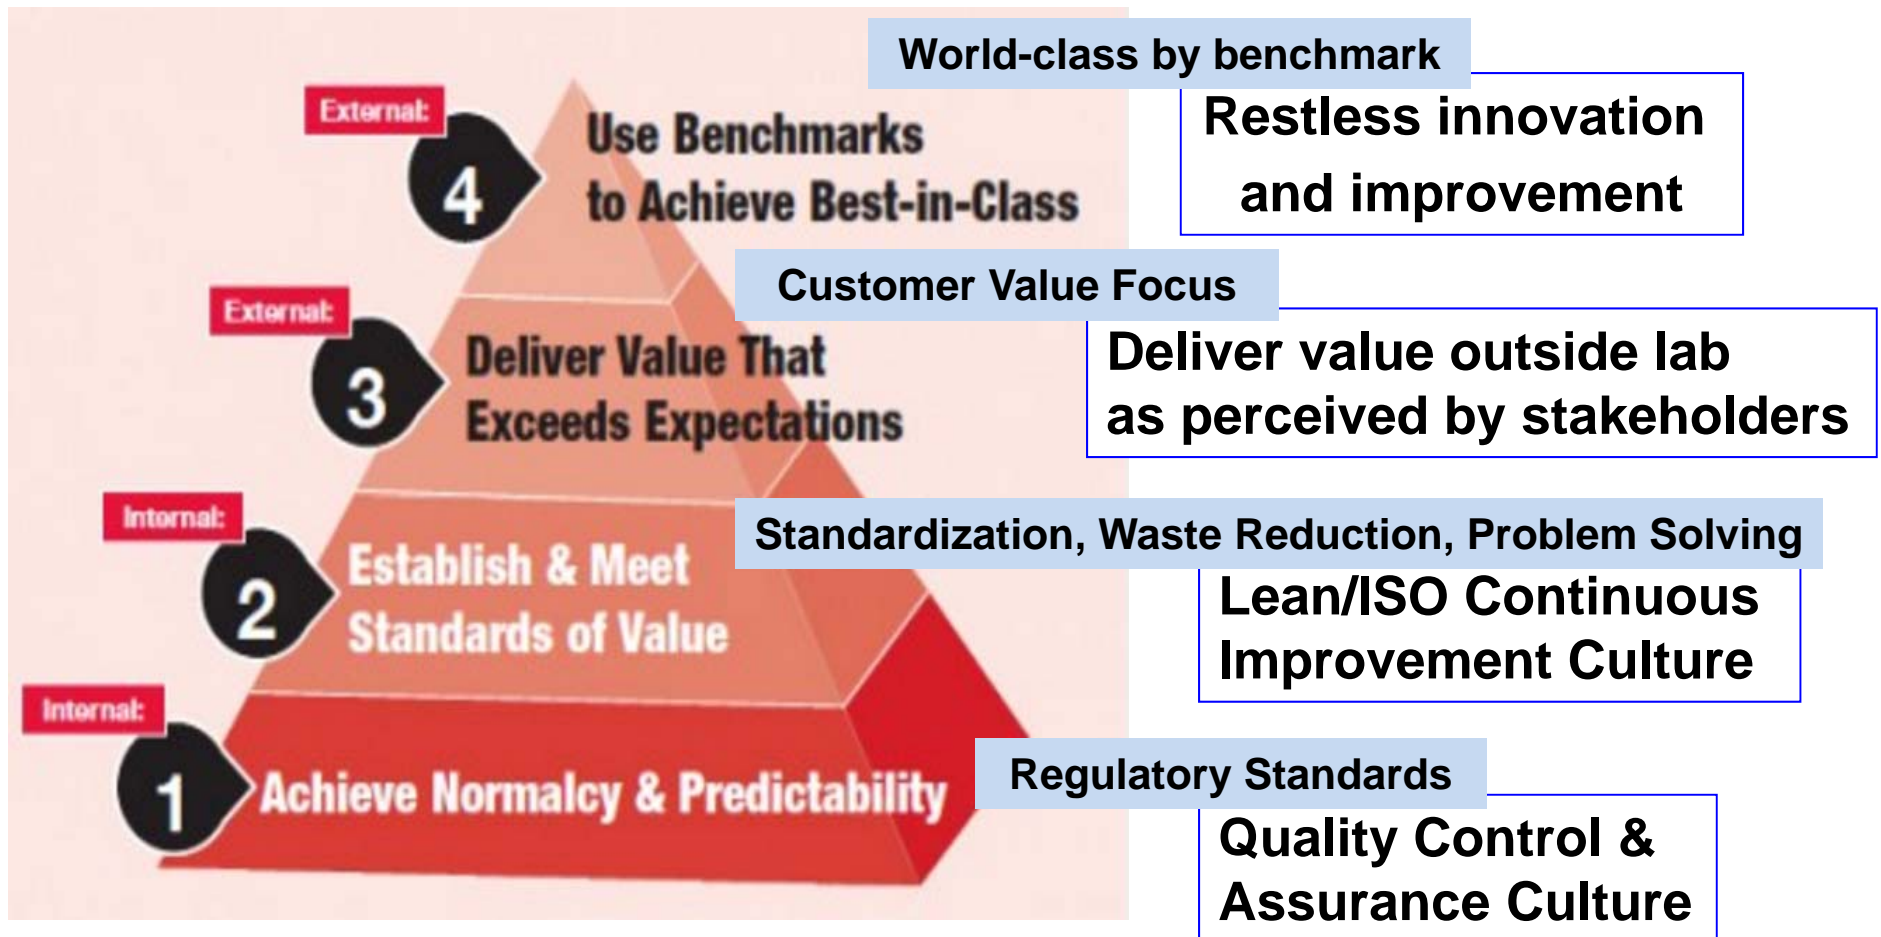 World-class by benchmark
External:
4
Use Benchmarks
to Achieve Best-in-Class
Restless innovation
and improvement
Customer Value Focus
External:
3
Deliver Value That
Exceeds Expectations
Deliver value outside lab
as perceived by stakeholders
Standardization, Waste Reduction, Problem Solving
Internal:
2
Establish & Meet
Standards of Value
Lean/ISO Continuous
Improvement Culture
Internal:
1
Achieve Normalcy & Predictability
Regulatory Standards
Quality Control &
Assurance Culture